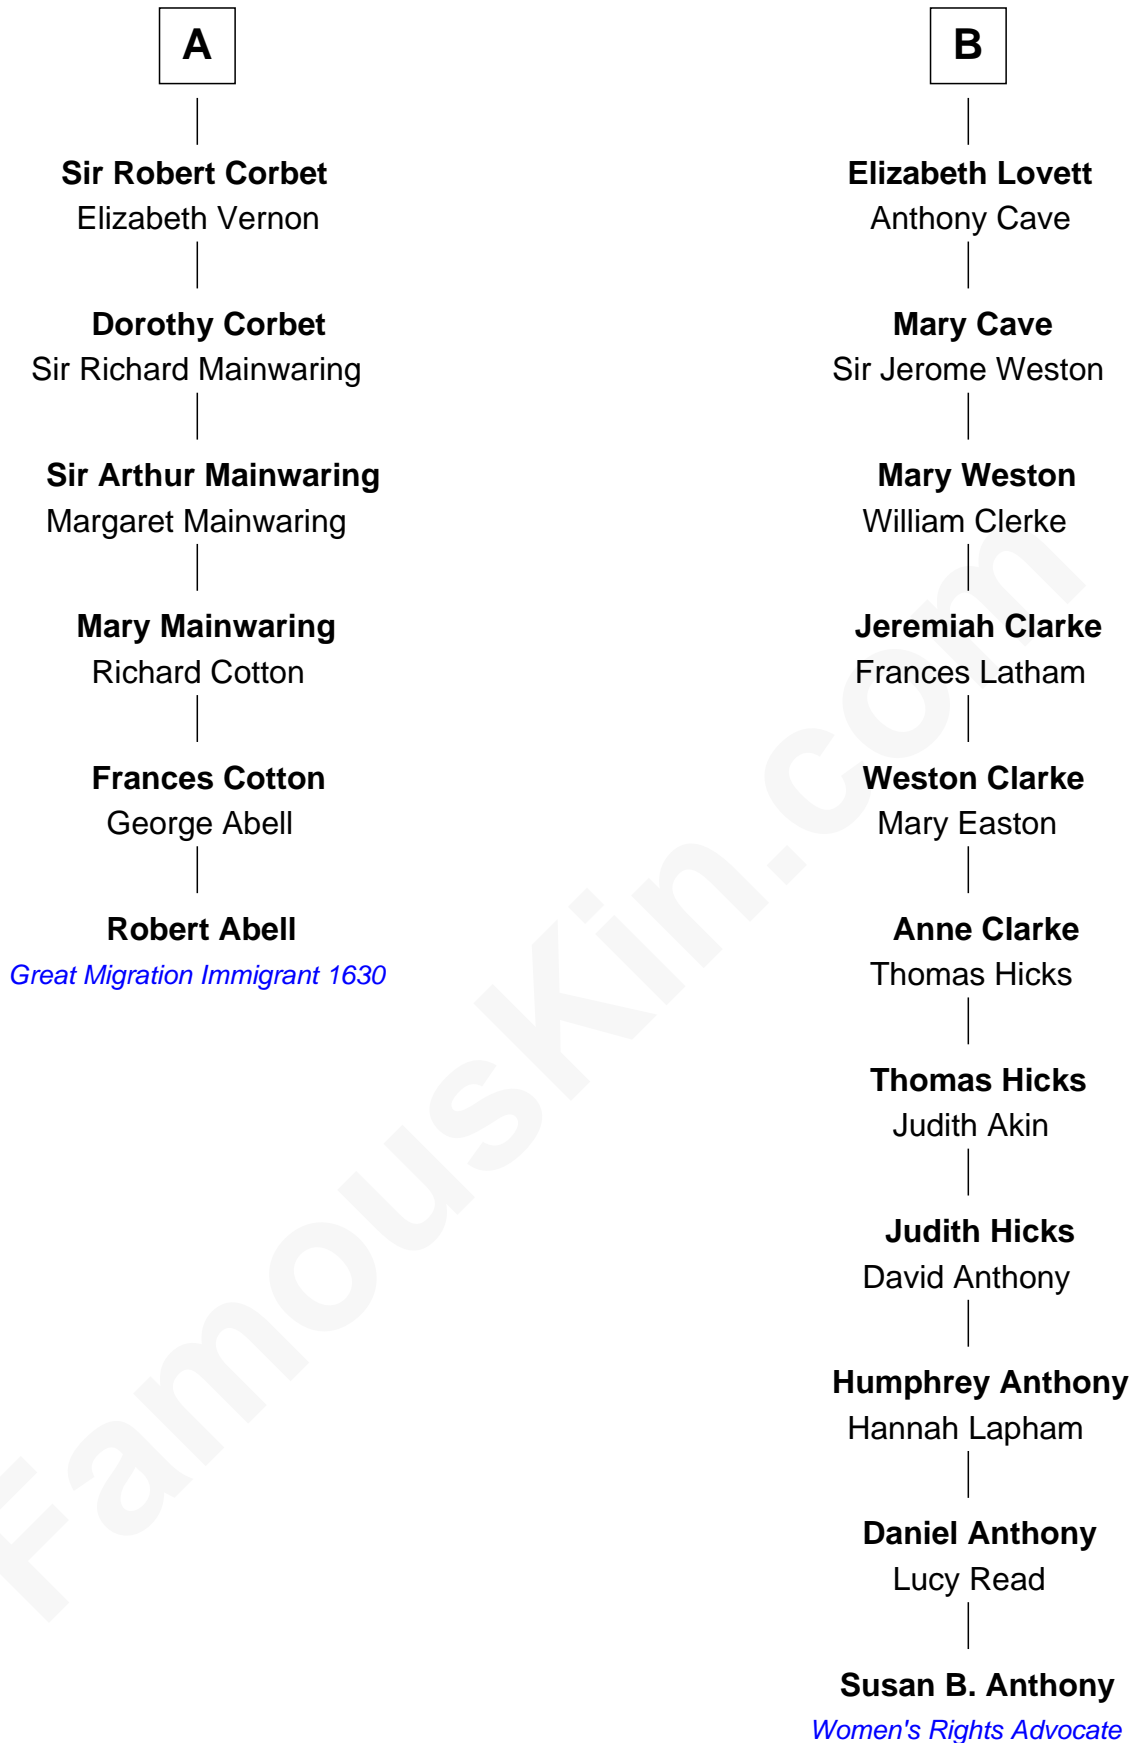 A
Sir Robert Corbet
Elizabeth Vernon
Dorothy Corbet
Sir Richard Mainwaring
Sir Arthur Mainwaring
Margaret Mainwaring
Mary Mainwaring
Richard Cotton
Frances Cotton
George Abell
Robert Abell
Great Migration Immigrant 1630
B
Elizabeth Lovett
Anthony Cave
Mary Cave
Sir Jerome Weston
Mary Weston
William Clerke
Jeremiah Clarke
Frances Latham
Weston Clarke
Mary Easton
Anne Clarke
Thomas Hicks
Thomas Hicks
Judith Akin
Judith Hicks
David Anthony
Humphrey Anthony
Hannah Lapham
Daniel Anthony
Lucy Read
Susan B. Anthony
Women's Rights Advocate
FamousKin.com